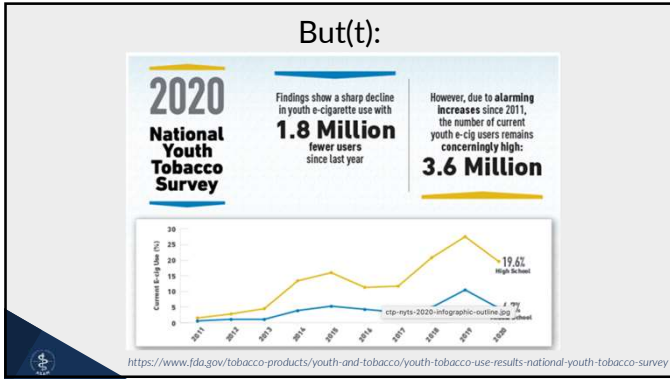 But(t):
2020
National
Youth
Tobacco
Survey
Findings show a sharp decline
in youth e-cigarette use with
1.8 Million
fewer users
since last year
However, due to alarming
increases since 2011,
the number of current
youth e-cig users remains
concerningly high:
3.6 Million
Current E-cig Use (%)
30
25
20
15
10
5
0
19.6%
High School
ctp-nyts-2020-infographic-outline.jpg
School
2011
2012
2013
2014
2015
2016
2017
2018
2019
2020
https://www.fda.gov/tobacco-products/youth-and-tobacco/youth-tobacco-use-results-national-youth-tobacco-survey